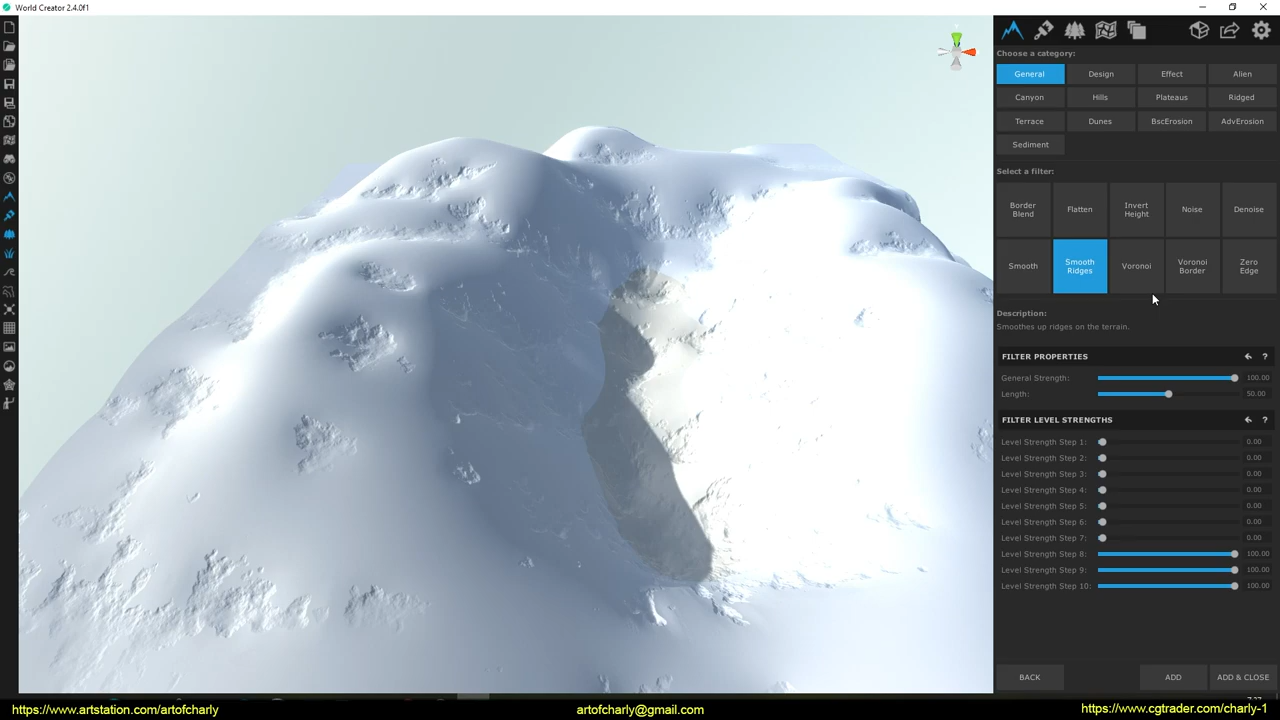 World Creator 2.4.0f1
Choose a category:
General Design Effect Alien
Canyon Hills Plateaus Ridged
Terrace Dunes BscErosion AdvErosion
Sediment
Select a filter:
Border Blend Flatten Invert Height Noise Denoise
Smooth Smooth Ridges Voronoi Voronoi Border Zero Edge
Description:
Smoothes up ridges on the terrain.
FILTER PROPERTIES ?
General Strength: 100.00
Length: 50.00
FILTER LEVEL STRENGTHS ?
Level Strength Step 1: 0.00
Level Strength Step 2: 0.00
Level Strength Step 3: 0.00
Level Strength Step 4: 0.00
Level Strength Step 5: 0.00
Level Strength Step 6: 0.00
Level Strength Step 7: 0.00
Level Strength Step 8: 100.00
Level Strength Step 9: 100.00
Level Strength Step 10: 100.00
BACK ADD ADD & CLOSE
https://www.artstation.com/artofcharly artofcharly@gmail.com https://www.cgtrader.com/charly-1